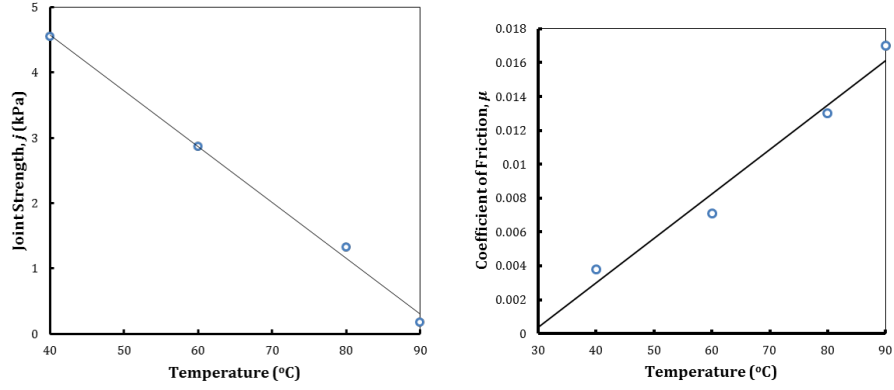 5
4
3
2
1
0
40 50 60 70 80 90
Joint Strength, j (kPa)
Temperature (ᵒC)
0.018
0.016
0.014
0.012
0.01
0.008
0.006
0.004
0.002
0
30 40 50 60 70 80 90
Coefficient of Friction, μ
Temperature (ᵒC)